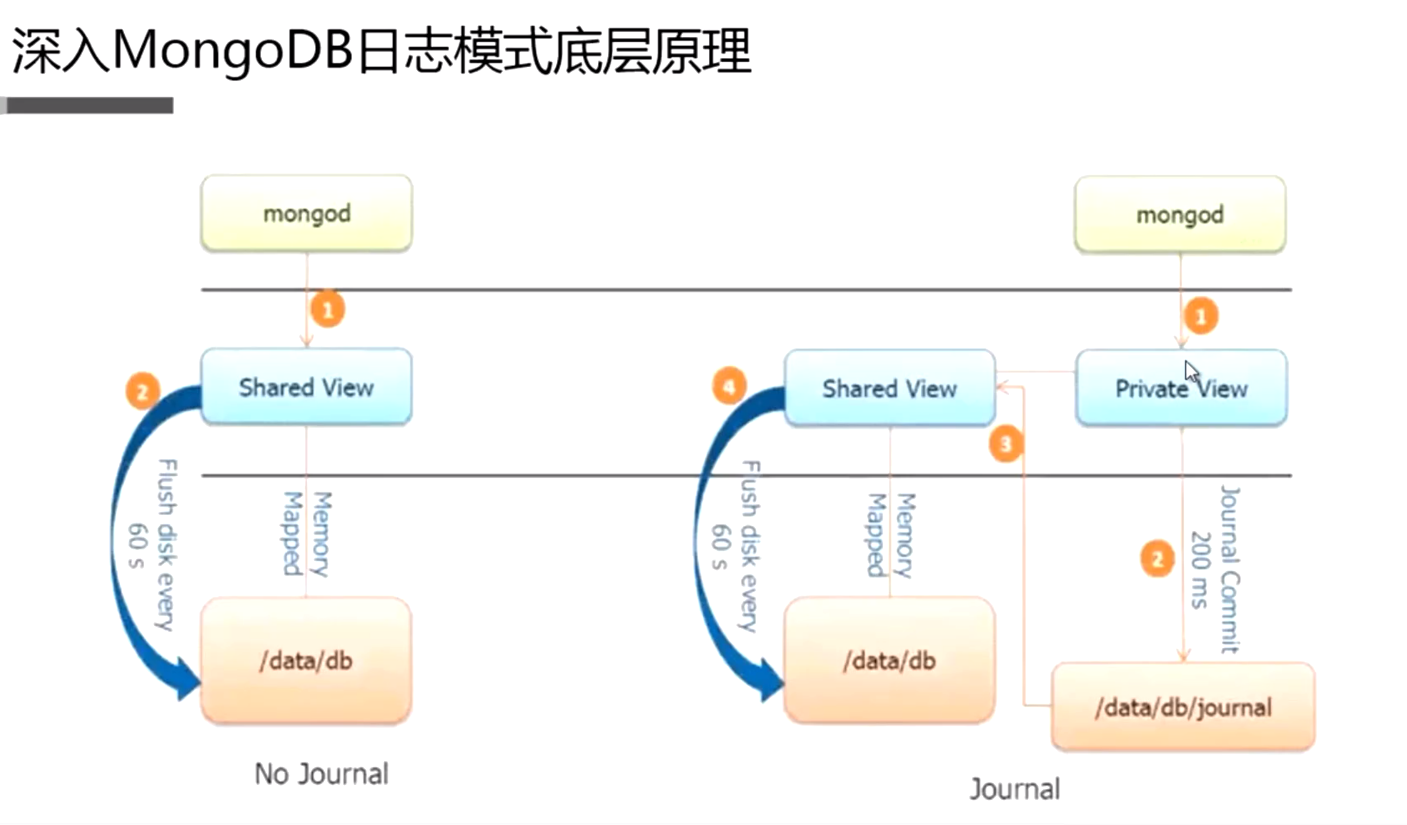 深入MongoDB日志模式底层原理
mongod
1
Shared View
2
Flush disk every
60 s
Memory
Mapped
/data/db
No Journal
mongod
1
Shared View
Private View
4
3
Flush disk every
60 s
Memory
Mapped
2
Journal Commit
200 ms
/data/db
/data/db/journal
Journal